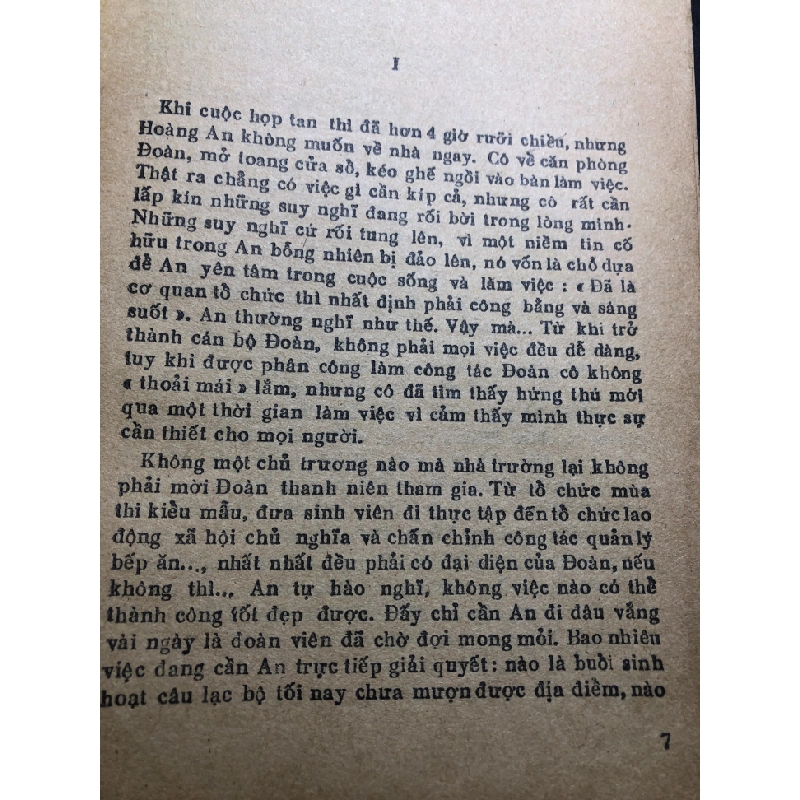 I
Khi cuộc họp tan thì đã hơn 4 giờ rưỡi chiều, nhưng
Hoàng An không muốn về nhà ngay. Cô về căn phòng
Đoàn, mở toang cửa sổ, kéo ghế ngồi vào bàn làm việc.
Thật ra chẳng có việc gì cần kíp cả, nhưng cô rất cần
lấp kín những suy nghĩ đang rối bời trong lòng mình.
Những suy nghĩ cứ rối tung lên, vì một niềm tin cố
hữu trong An bỗng nhiên bị đảo lên, nó vốn là chỗ dựa
để An yên tâm trong cuộc sống và làm việc : « Đã là
cơ quan tổ chức thì nhất định phải công bằng và sáng
suốt ». An thường nghĩ như thế. Vậy mà... Từ khi trở
thành cán bộ Đoàn, không phải mọi việc đều dễ dàng,
tuy khi được phân công làm công tác Đoàn cô không
« thoải mái » lắm, nhưng cô đã tìm thấy hứng thú mới
qua một thời gian làm việc vì cảm thấy mình thực sự
cần thiết cho mọi người.
Không một chủ trương nào mà nhà trường lại không
phải mời Đoàn thanh niên tham gia. Từ tổ chức mùa
thi kiểu mẫu, đưa sinh viên đi thực tập đến tổ chức lao
động xã hội chủ nghĩa và chấn chỉnh công tác quản lý
bếp ăn..., nhất nhất đều phải có đại diện của Đoàn, nếu
không thì... An tự hào nghĩ, không việc nào có thể
thành công tốt đẹp được. Đấy chỉ cần An đi đâu vắng
vài ngày là đoàn viên đã chờ đợi mong mỏi. Bao nhiêu
việc đang cần An trực tiếp giải quyết : nào là buổi sinh
hoạt câu lạc bộ tối nay chưa mượn được địa điểm, nào
7